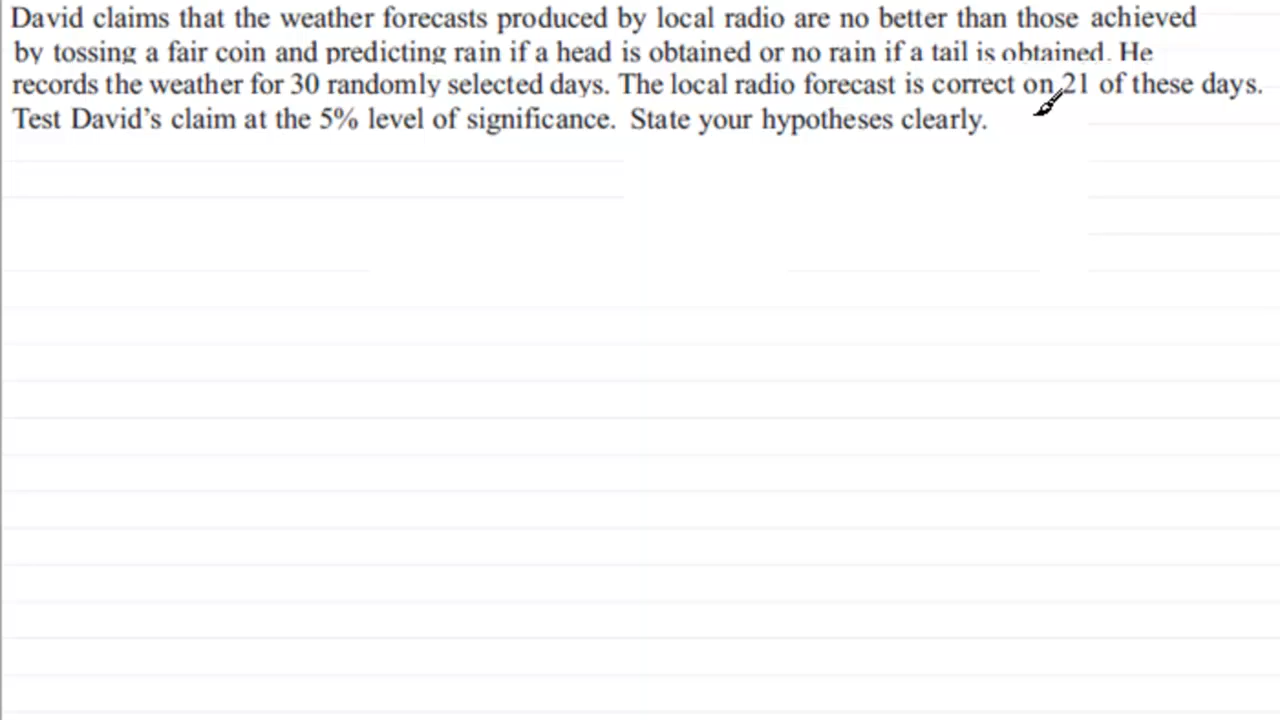 David claims that the weather forecasts produced by local radio are no better than those achieved
by tossing a fair coin and predicting rain if a head is obtained or no rain if a tail is obtained. He
records the weather for 30 randomly selected days. The local radio forecast is correct on 21 of these days.
Test David's claim at the 5% level of significance. State your hypotheses clearly.